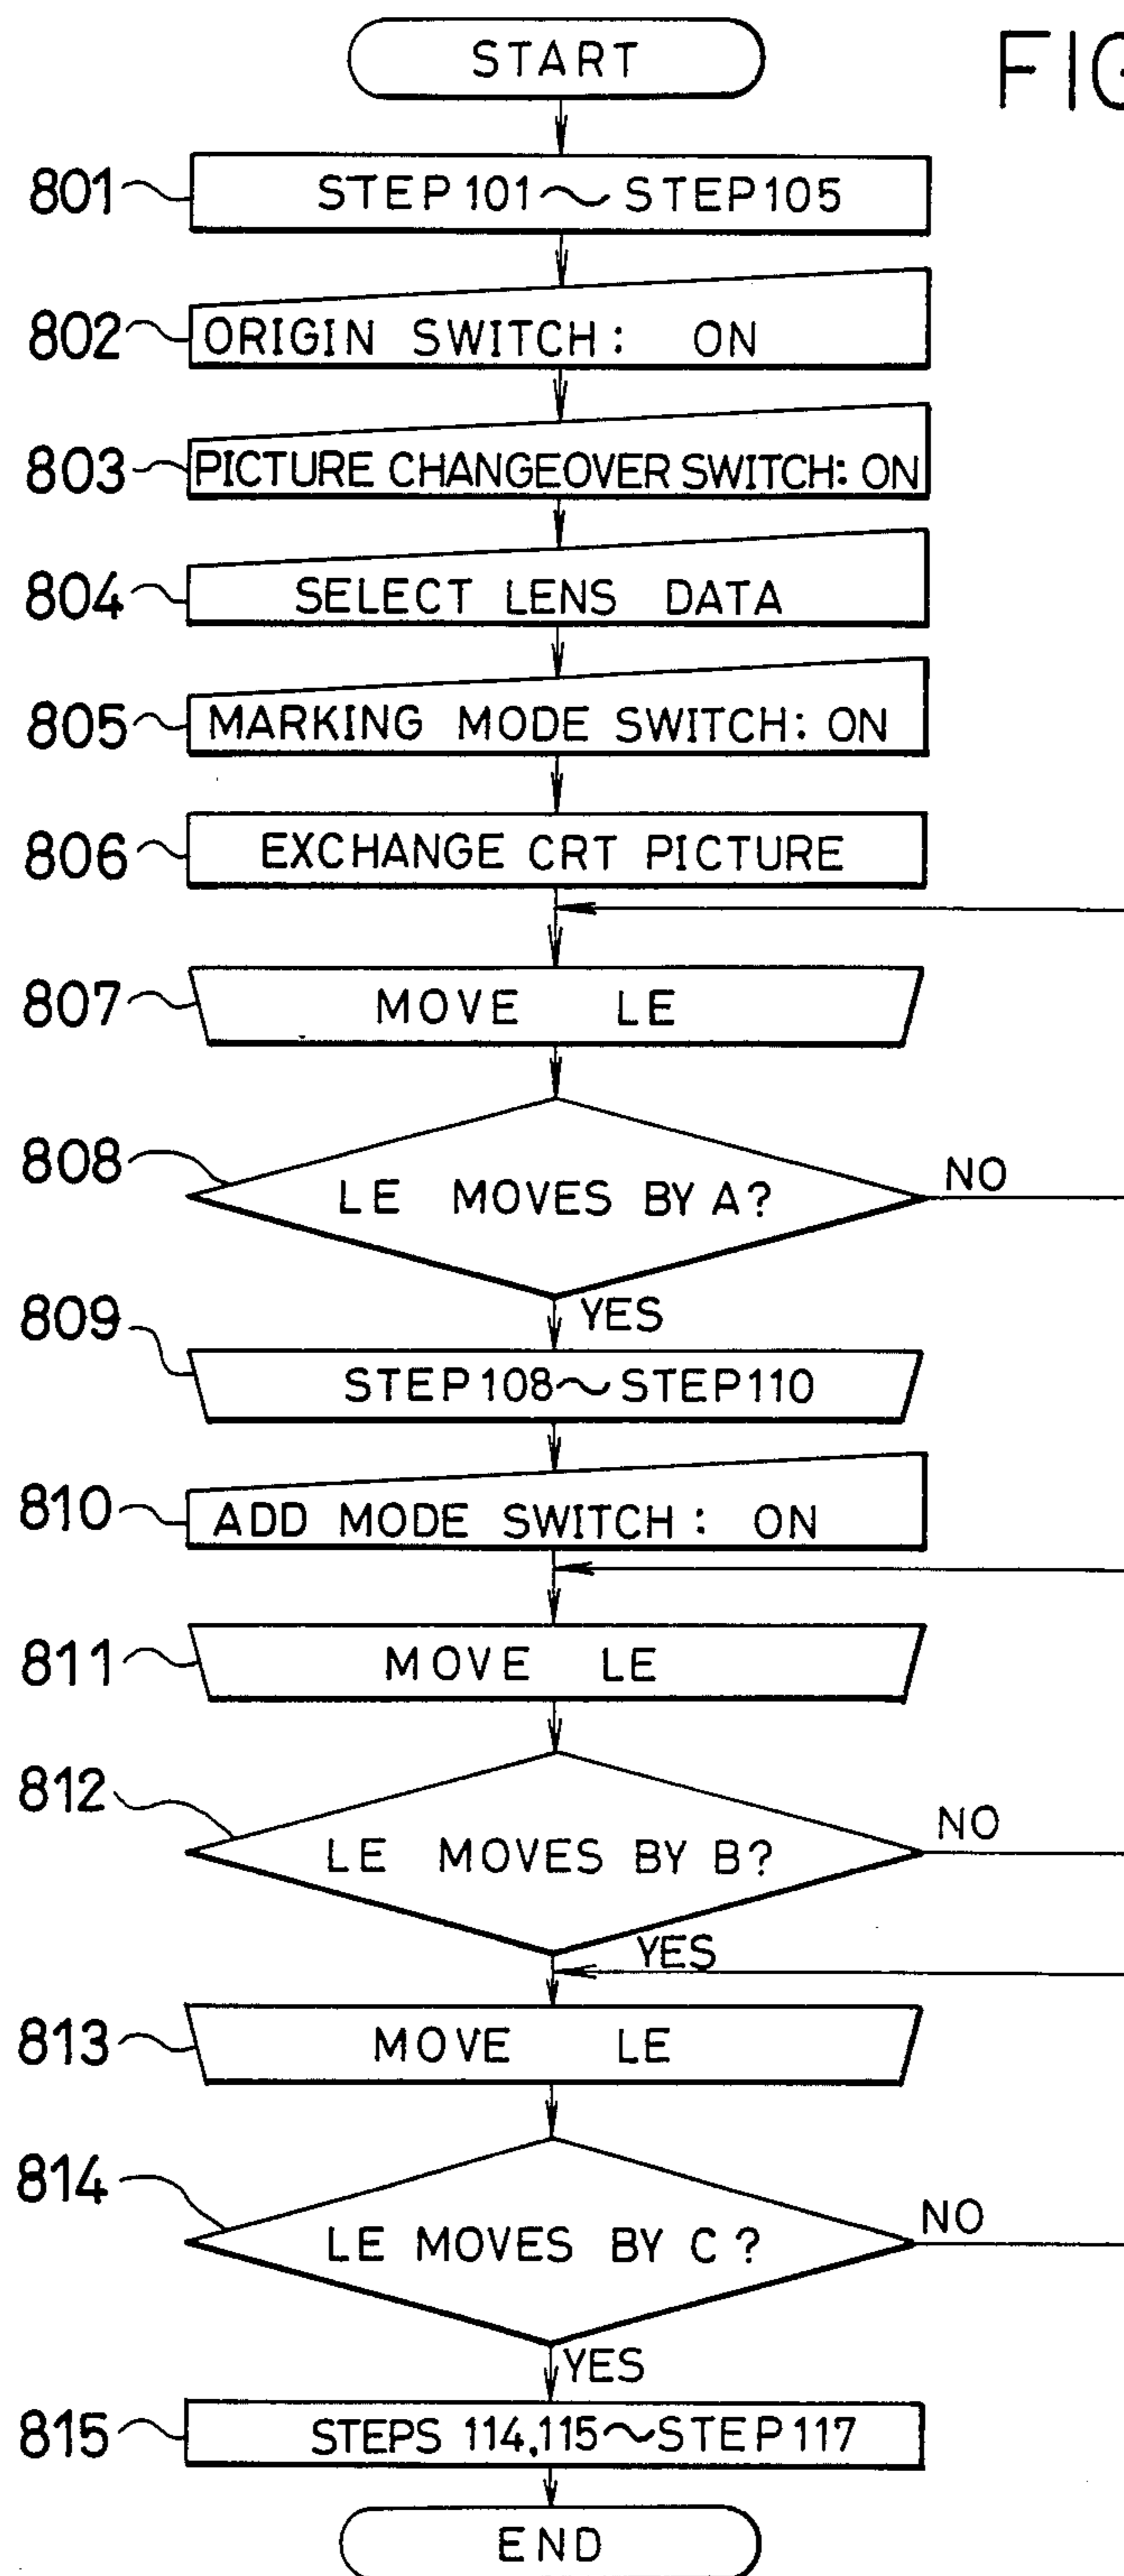 START
FIG
801 STEP 101～STEP 105
802 ORIGIN SWITCH: ON
803 PICTURE CHANGEOVER SWITCH: ON
804 SELECT LENS DATA
805 MARKING MODE SWITCH: ON
806 EXCHANGE CRT PICTURE
807 MOVE LE
808 LE MOVES BY A? NO
YES
809 STEP 108～STEP 110
810 ADD MODE SWITCH: ON
811 MOVE LE
812 LE MOVES BY B? NO
YES
813 MOVE LE
814 LE MOVES BY C? NO
YES
815 STEPS 114,115～STEP 117
END